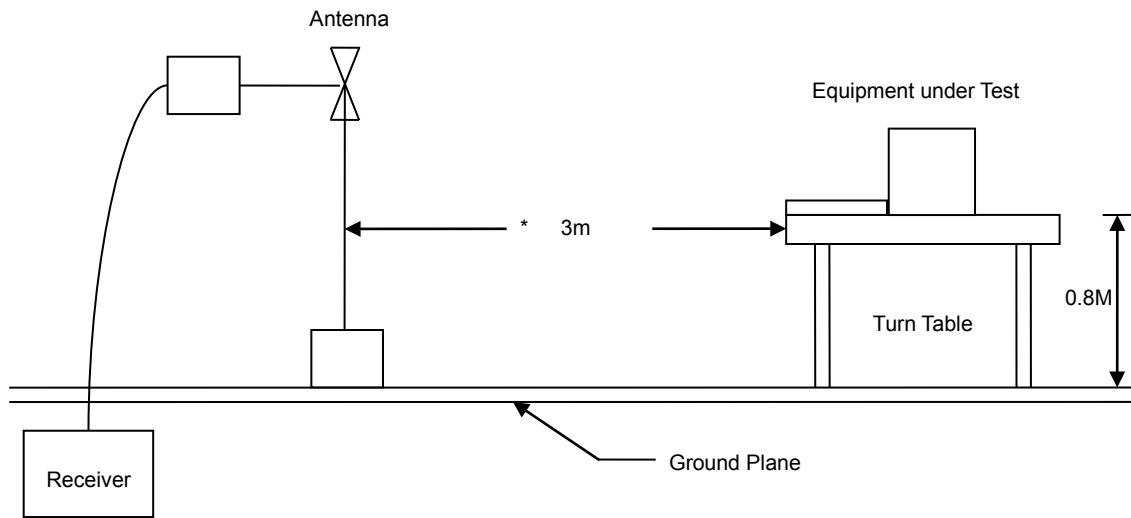 Antenna
Equipment under Test
* 3m
0.8M
Turn Table
Ground Plane
Receiver